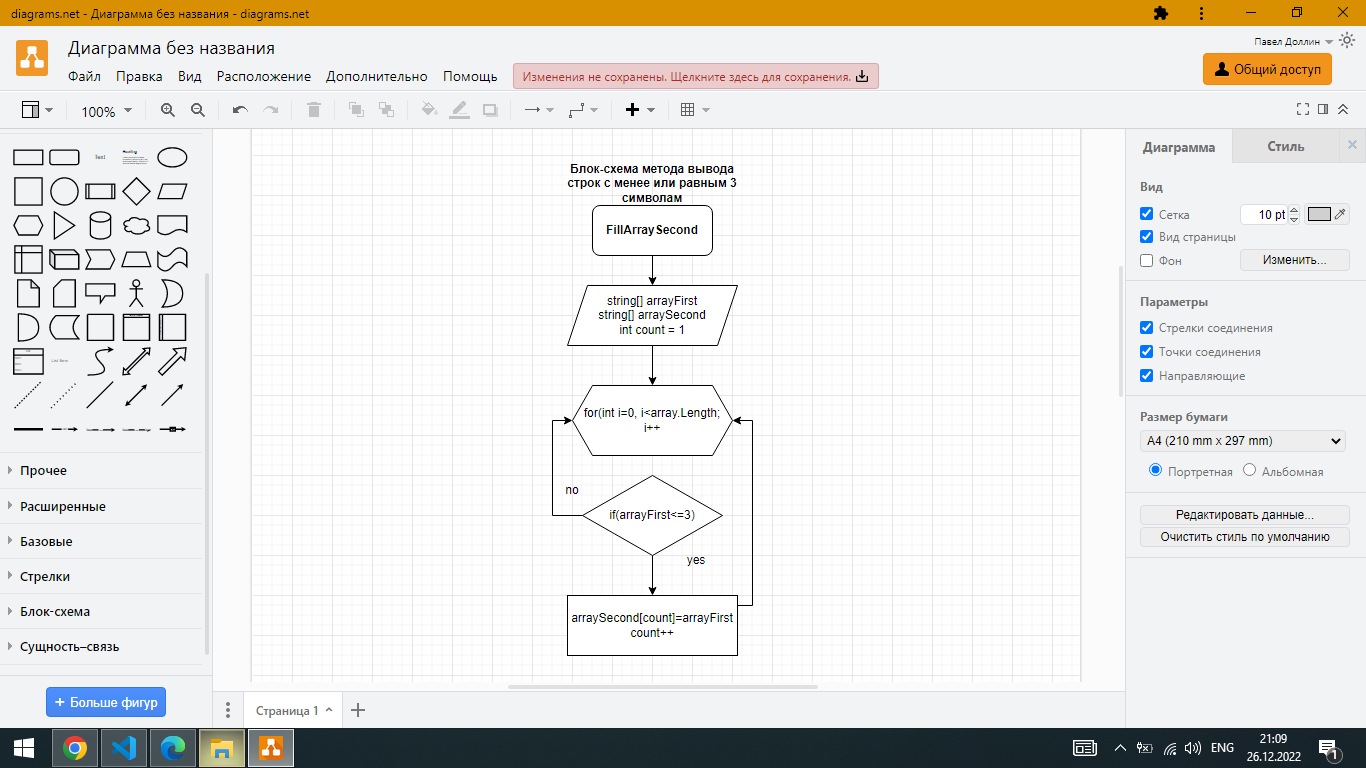 diagrams.net - Диаграмма без названия - diagrams.net
Диаграмма без названия
Павел Доллин
Файл Правка Вид Расположение Дополнительно Помощь
Изменения не сохранены. Щелкните здесь для сохранения.
Общий доступ
100%
Text
Heading
List Item
Прочее
Расширенные
Базовые
Стрелки
Блок-схема
Сущность–связь
+ Больше фигур
Блок-схема метода вывода
строк с менее или равным 3
символам
FillArraySecond
string[] arrayFirst
string[] arraySecond
int count = 1
for(int i=0, i<array.Length;
i++
no
if(arrayFirst<=3)
yes
arraySecond[count]=arrayFirst
count++
Страница 1
Диаграмма Стиль
Вид
Сетка 10 pt
Вид страницы
Фон Изменить...
Параметры
Стрелки соединения
Точки соединения
Направляющие
Размер бумаги
A4 (210 mm x 297 mm)
Портретная Альбомная
Редактировать данные...
Очистить стиль по умолчанию
ENG
21:09
26.12.2022
1